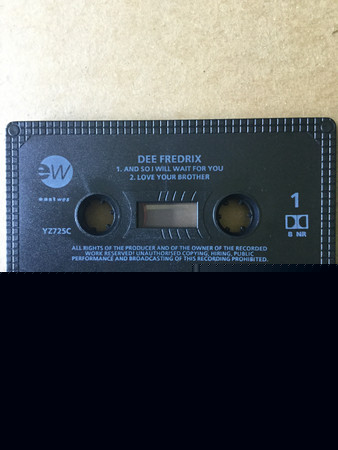 DEE FREDRIX
1. AND SO I WILL WAIT FOR YOU
2. LOVE YOUR BROTHER
ew
eastwest
1
YZ725C
B NR
ALL RIGHTS OF THE PRODUCER AND OF THE OWNER OF THE RECORDED
WORK RESERVED! UNAUTHORISED COPYING, HIRING, PUBLIC
PERFORMANCE AND BROADCASTING OF THIS RECORDING PROHIBITED.